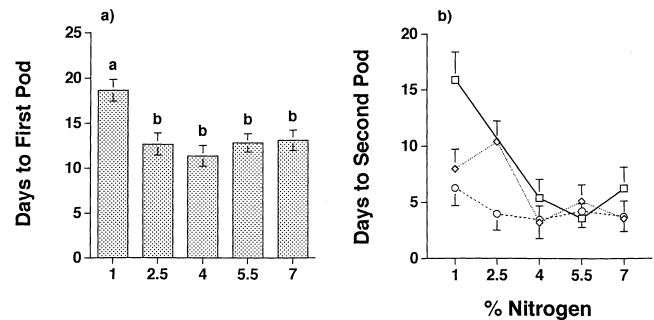 a)
Days to First Pod
25
20
15
10
5
0
a
b
b
b
b
1 2.5 4 5.5 7
b)
Days to Second Pod
20
15
10
5
0
1 2.5 4 5.5 7
% Nitrogen